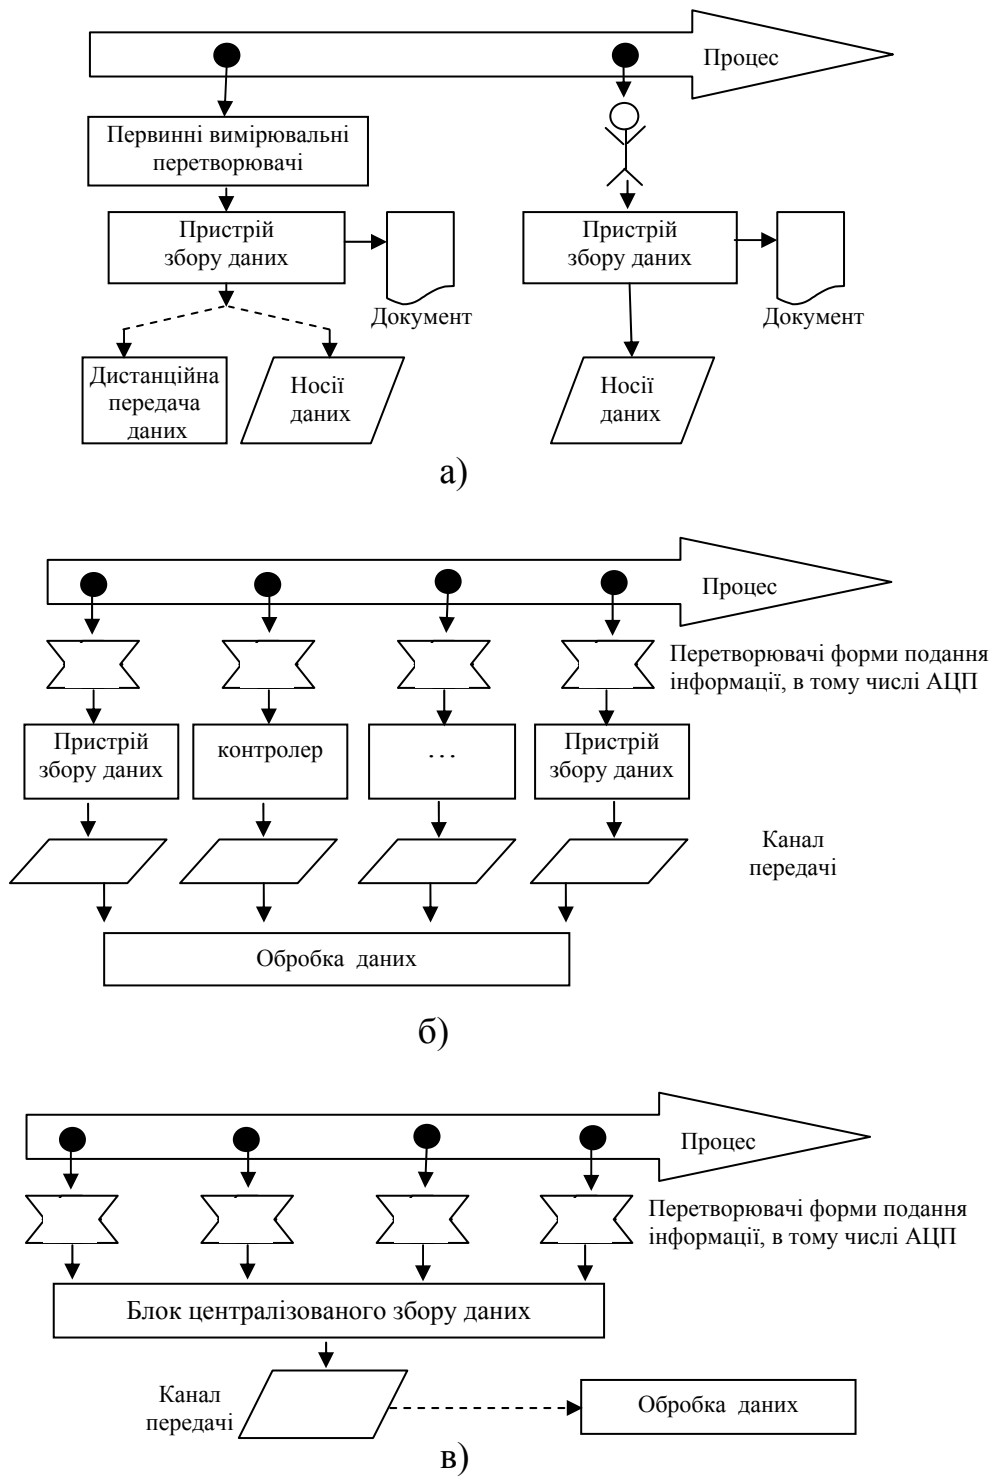 Процес
Первинні вимірювальні
перетворювачі
Пристрій
збору даних
Пристрій
збору даних
Документ
Документ
Дистанційна
передача
даних
Носії
даних
Носії
даних
а)
Процес
Перетворювачі форми подання
інформації, в тому числі АЦП
Пристрій
збору даних
контролер
...
Пристрій
збору даних
Канал
передачі
Обробка даних
б)
Процес
Перетворювачі форми подання
інформації, в тому числі АЦП
Блок централізованого збору даних
Канал
передачі
Обробка даних
в)